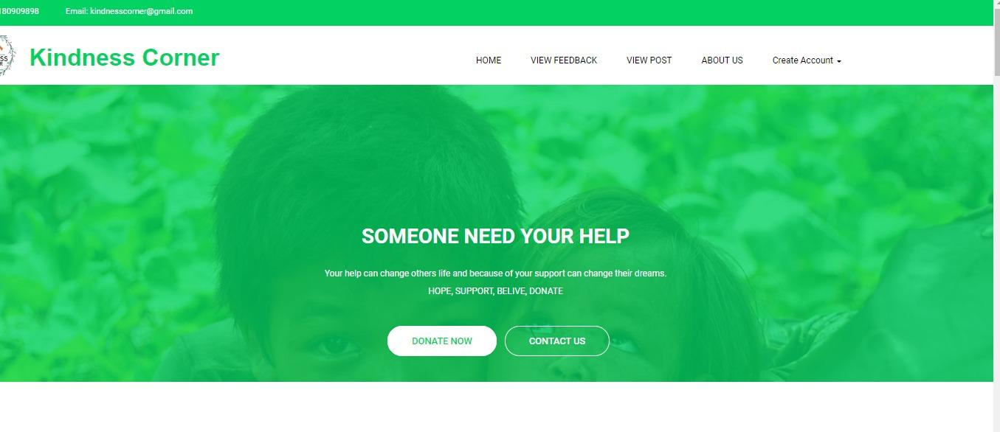 180909898 Email: kindnesscorner@gmail.com
Kindness Corner
HOME VIEW FEEDBACK VIEW POST ABOUT US Create Account
SOMEONE NEED YOUR HELP
Your help can change others life and because of your support can change their dreams.
HOPE, SUPPORT, BELIVE, DONATE
DONATE NOW CONTACT US